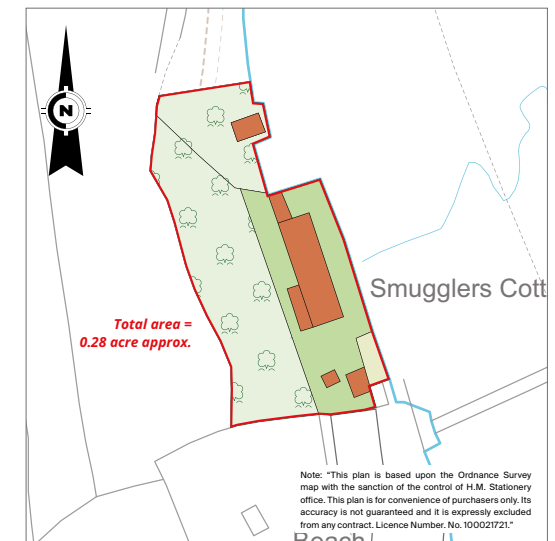 N
Smugglers Cott
Total area =
0.28 acre approx.
Note: “This plan is based upon the Ordnance Survey
map with the sanction of the control of H.M. Stationery
office. This plan is for convenience of purchasers only. Its
accuracy is not guaranteed and it is expressly excluded
from any contract. Licence Number. No. 100021721.”
Reach